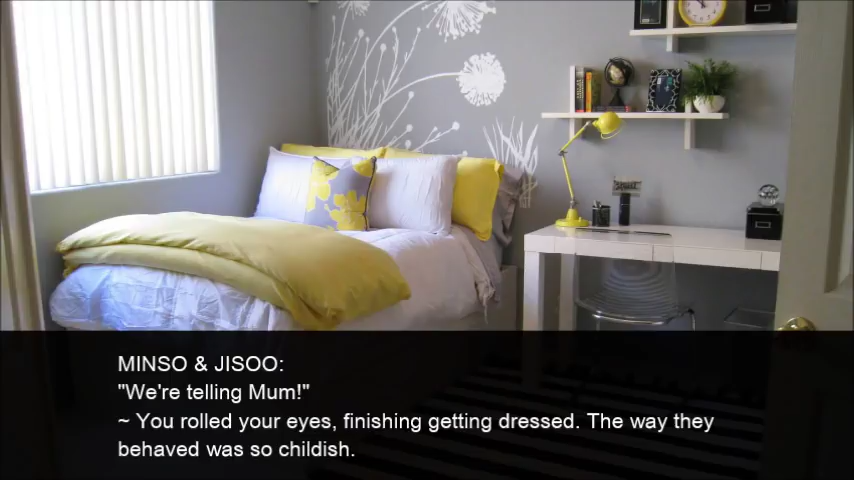 MINSO & JISOO:
"We're telling Mum!"
~ You rolled your eyes, finishing getting dressed. The way they
behaved was so childish.